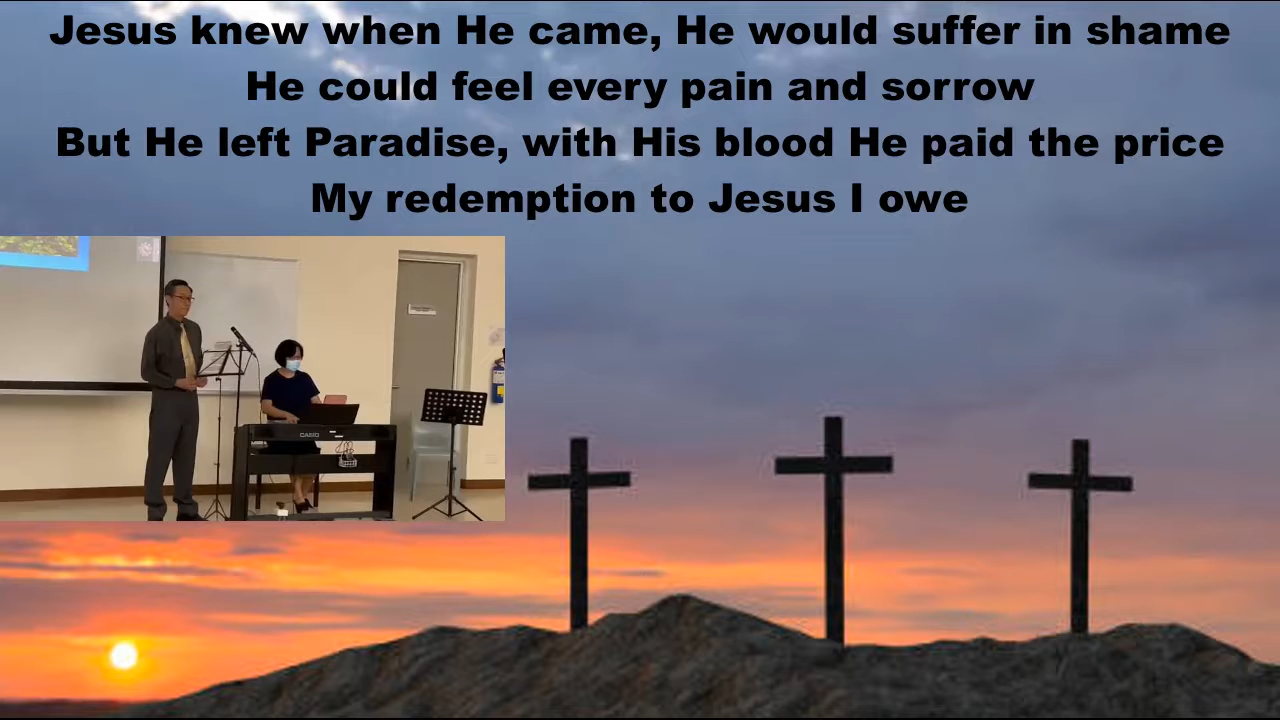 Jesus knew when He came, He would suffer in shame
He could feel every pain and sorrow
But He left Paradise, with His blood He paid the price
My redemption to Jesus I owe
CASIO